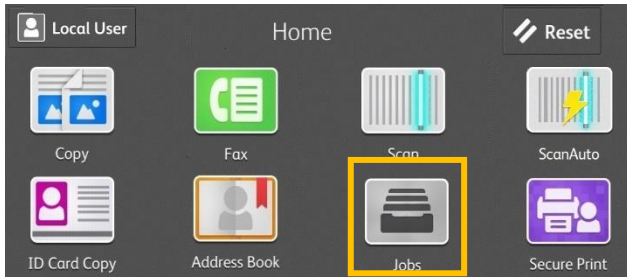 Local User
Home
Reset
Copy
Fax
Scan
ScanAuto
ID Card Copy
Address Book
Jobs
Secure Print